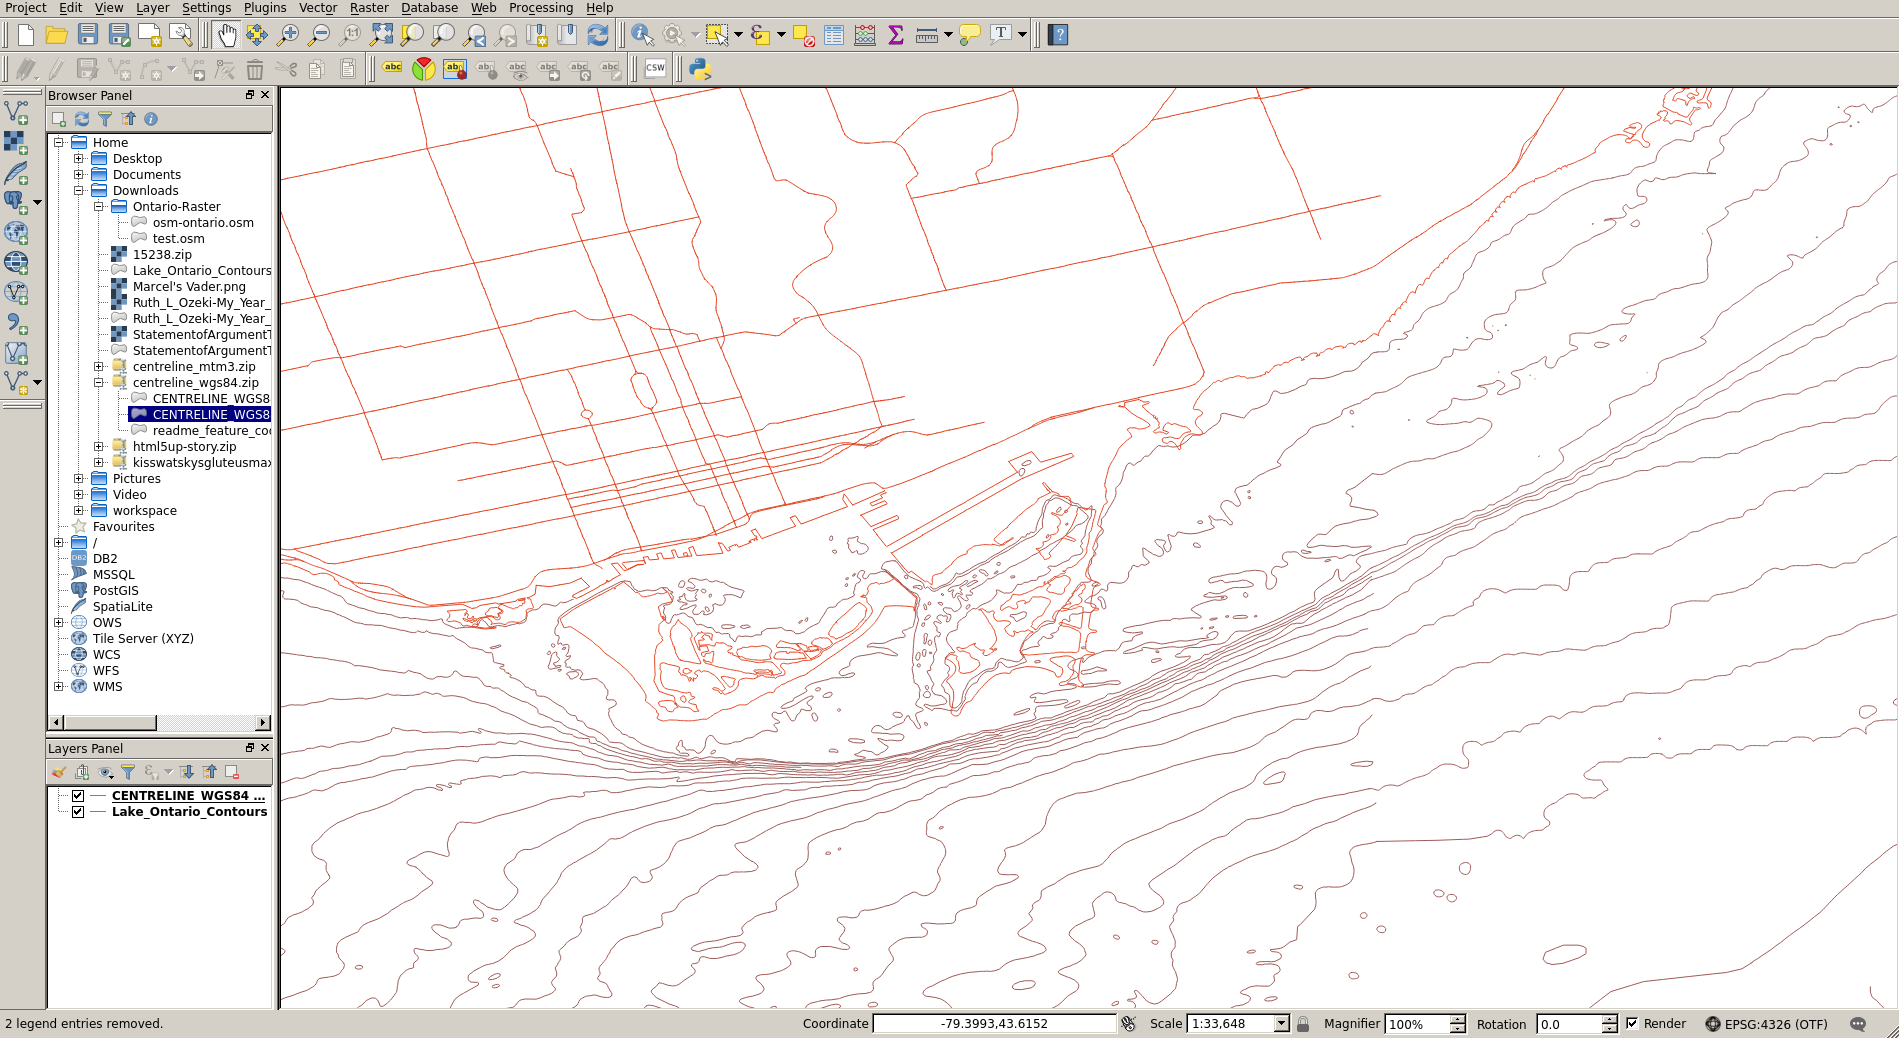 Project Edit View Layer Settings Plugins Vector Raster Database Web Processing Help
1:1
T
?
abc abc abc abc abc abc abc CSW
Browser Panel
Home
Desktop
Documents
Downloads
Ontario-Raster
osm-ontario.osm
test.osm
15238.zip
Lake_Ontario_Contours
Marcel's Vader.png
Ruth_L_Ozeki-My_Year_
Ruth_L_Ozeki-My_Year_
StatementofArgumentT
StatementofArgumentT
centreline_mtm3.zip
centreline_wgs84.zip
CENTRELINE_WGS8
CENTRELINE_WGS8
readme_feature_co
html5up-story.zip
kisswatskysgluteusmax
Pictures
Video
workspace
Favourites
/
DB2
MSSQL
PostGIS
SpatiaLite
OWS
Tile Server (XYZ)
WCS
WFS
WMS
Layers Panel
CENTRELINE_WGS84 ...
Lake_Ontario_Contours
2 legend entries removed.
Coordinate -79.3993,43.6152 Scale 1:33,648 Magnifier 100% Rotation 0.0 Render EPSG:4326 (OTF)